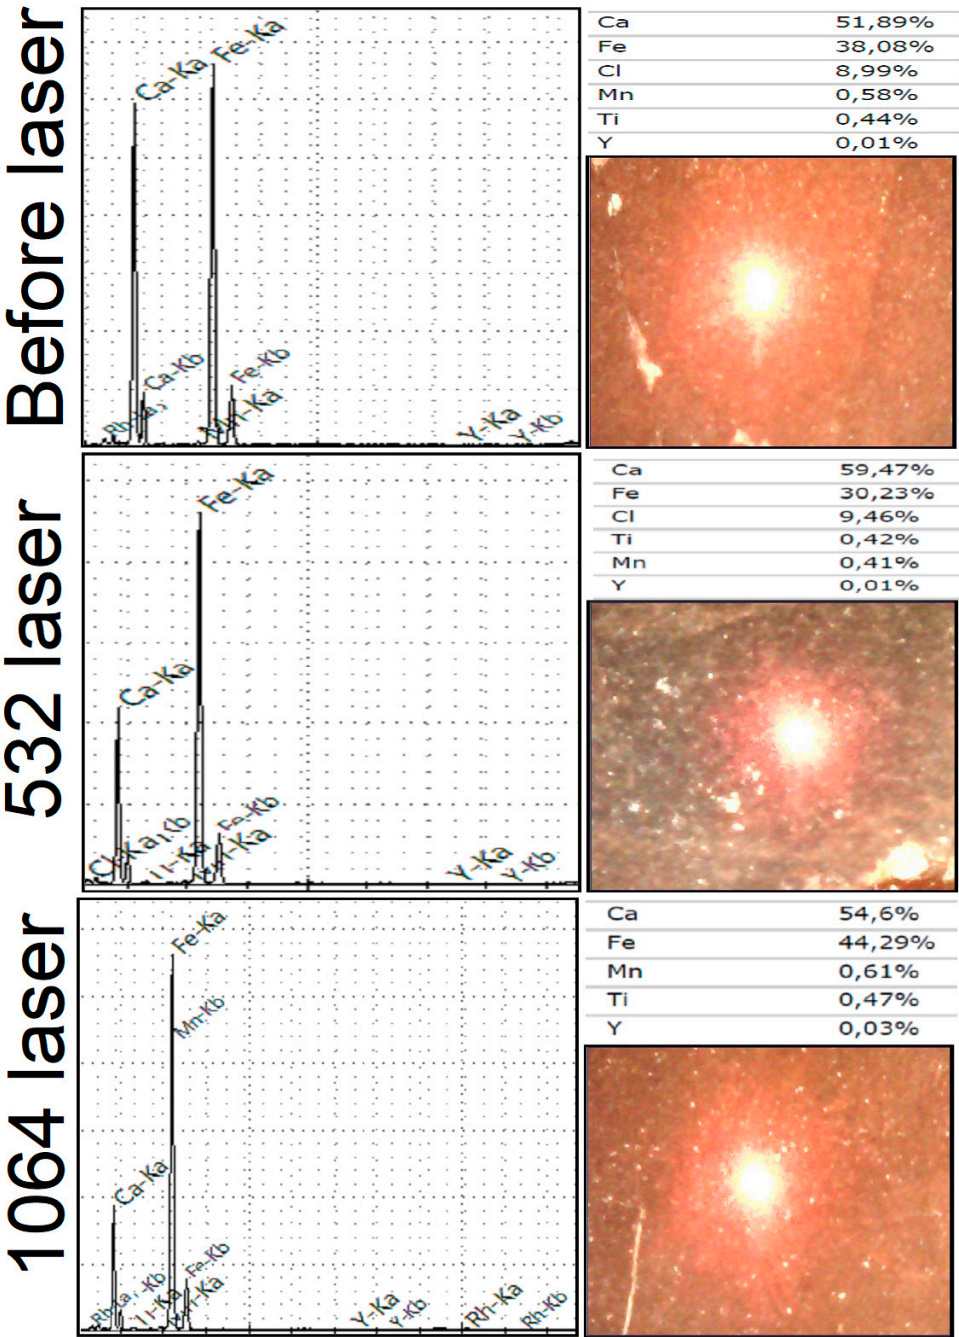 Before laser
Ca-Ka
Fe-Ka
Ca-Kb
Fe-Kb
Mn-Ka
Y-Ka
Y-Kb
Ca 51,89%
Fe 38,08%
Cl 8,99%
Mn 0,58%
Ti 0,44%
Y 0,01%
532 laser
Fe-Ka
Ca-Ka
Fe-Kb
Y-Ka
Y-Kb
Ca 59,47%
Fe 30,23%
Cl 9,46%
Ti 0,42%
Mn 0,41%
Y 0,01%
1064 laser
Fe-Ka
Mn-Kb
Ca-Ka
Fe-Kb
Y-Ka
Y-Kb
Rh-Ka
Rh-Kb
Ca 54,6%
Fe 44,29%
Mn 0,61%
Ti 0,47%
Y 0,03%